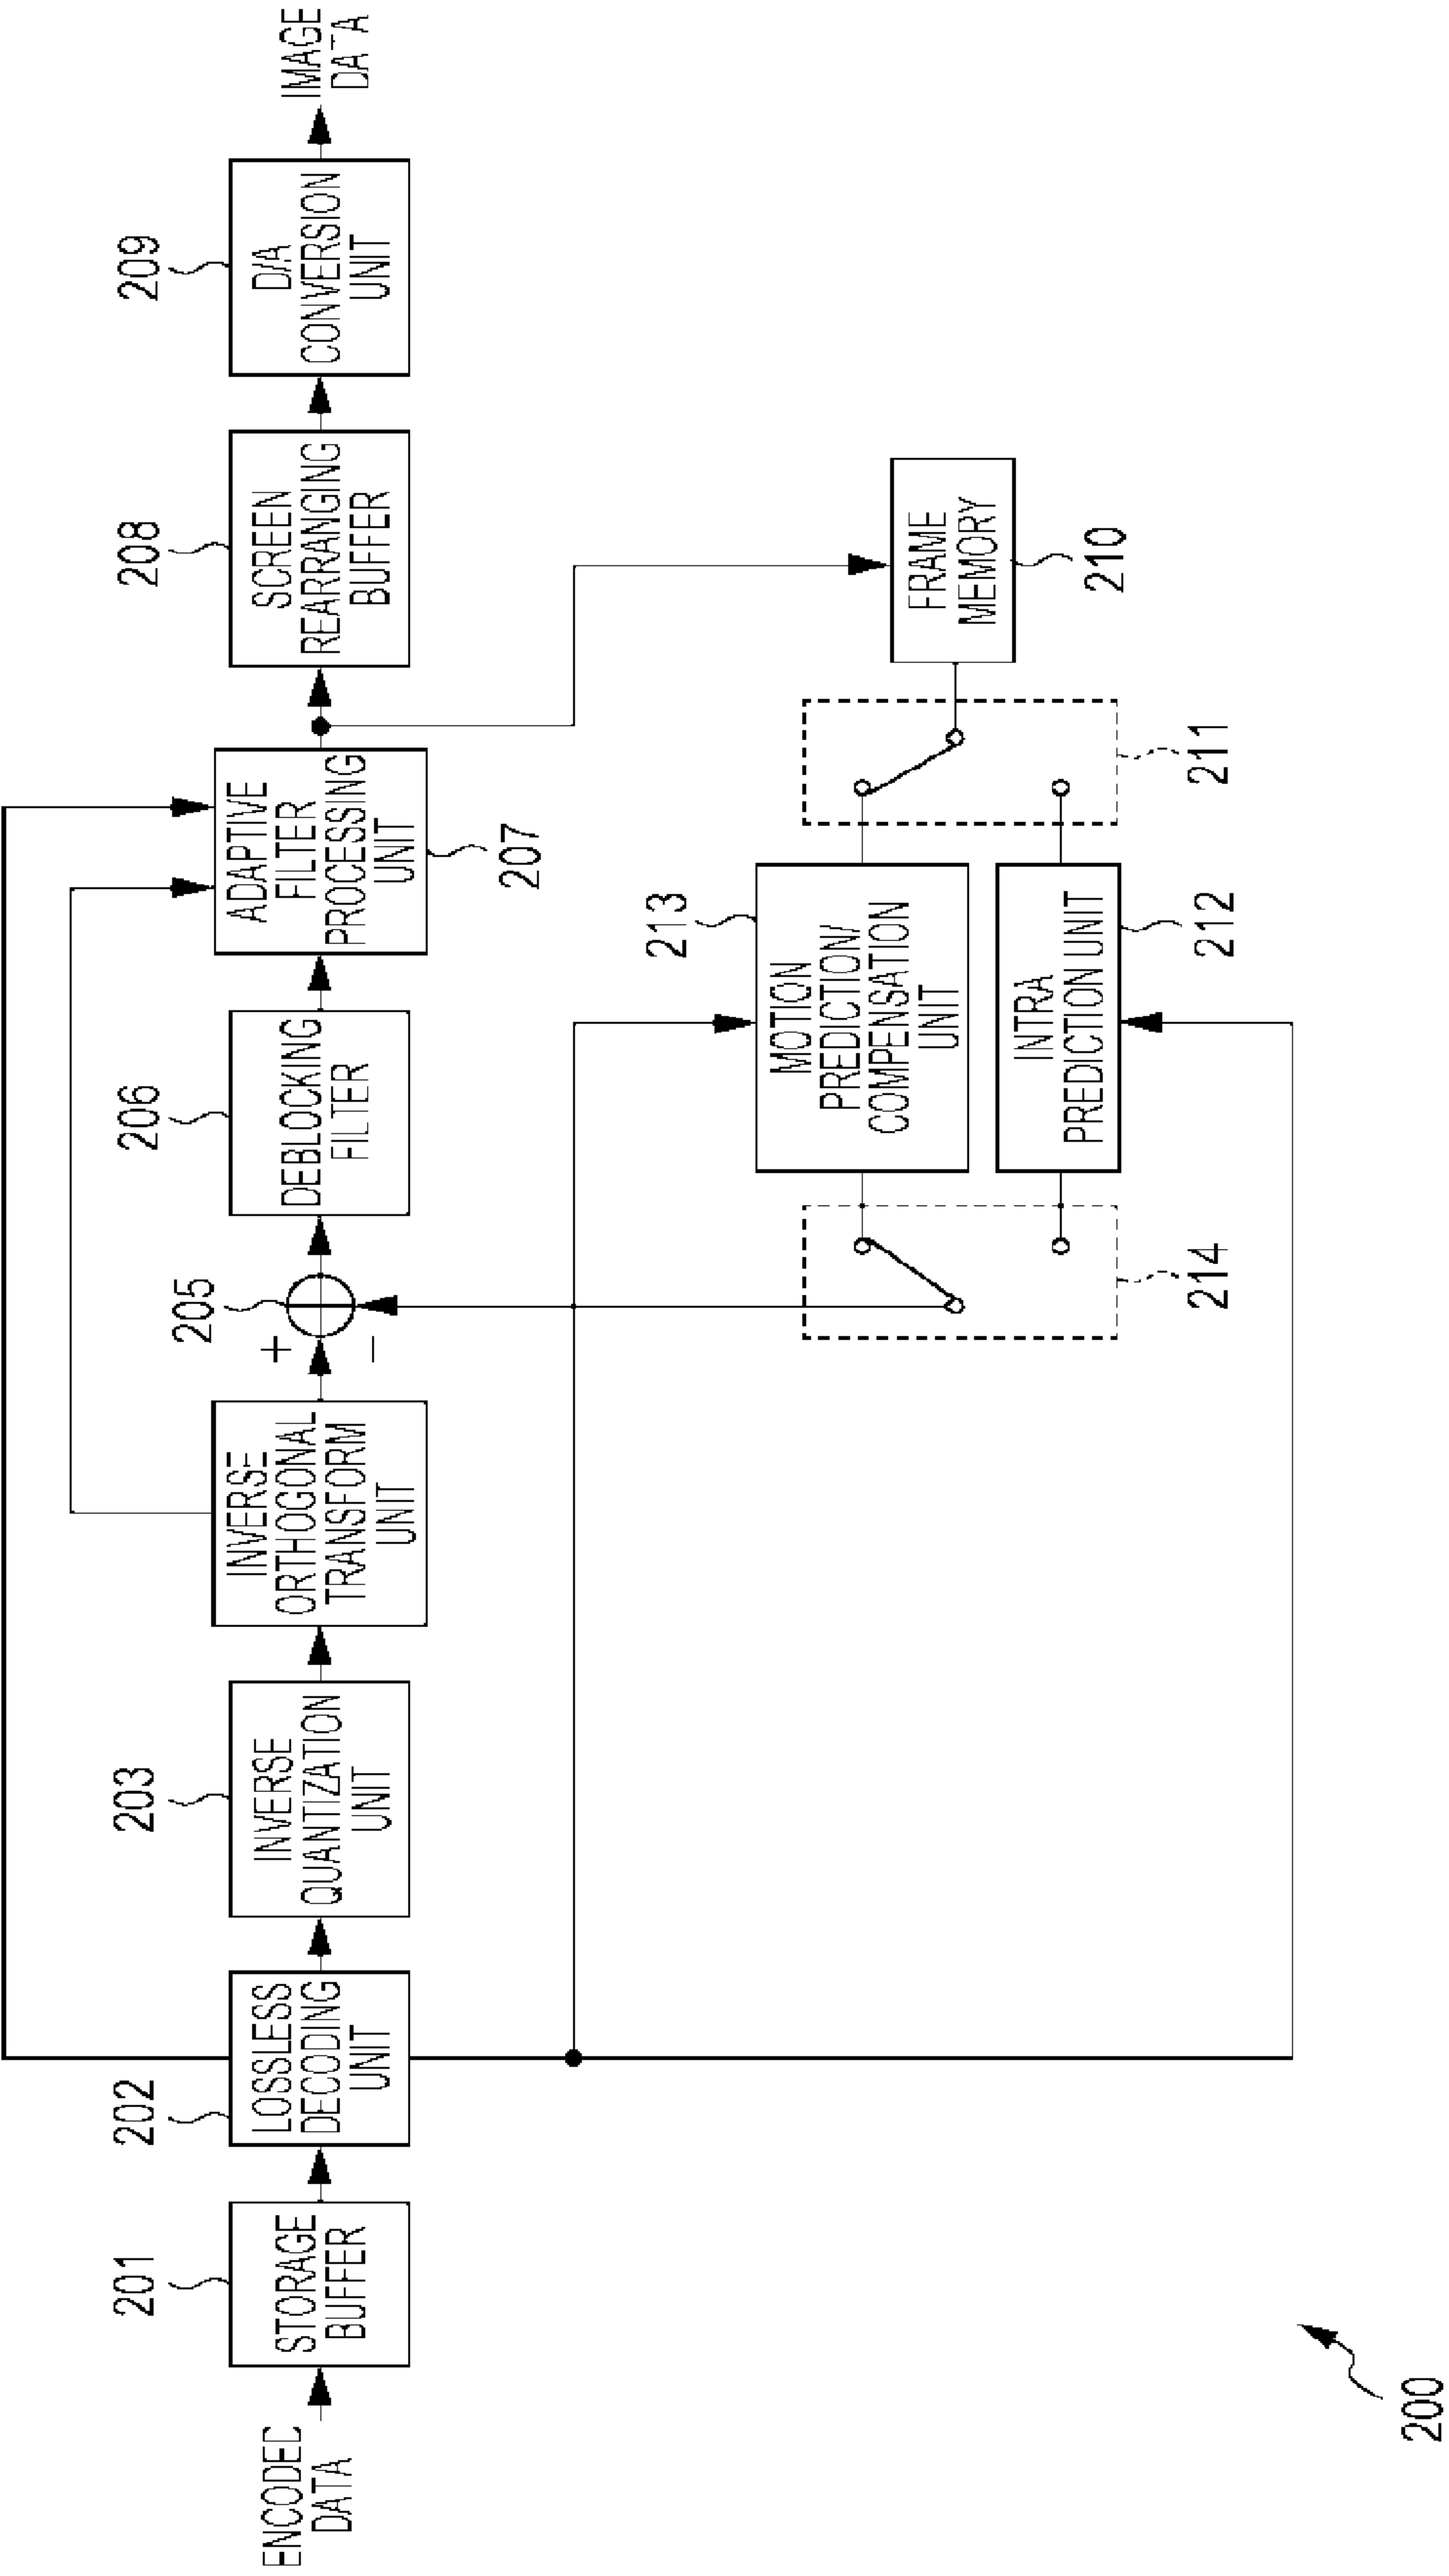 ENCODED
DATA
201
STORAGE
BUFFER
202
LOSSLESS
DECODING
UNIT
203
INVERSE
QUANTIZATION
UNIT
INVERSE
ORTHOGONAL
TRANSFORM
UNIT
205
+
−
206
DEBLOCKING
FILTER
ADAPTIVE
FILTER
PROCESSING
UNIT
207
208
SCREEN
REARRANGING
BUFFER
209
D/A
CONVERSION
UNIT
IMAGE
DATA
213
MOTION
PREDICTION/
COMPENSATION
UNIT
FRAME
MEMORY
210
INTRA
PREDICTION UNIT
214
212
211
200